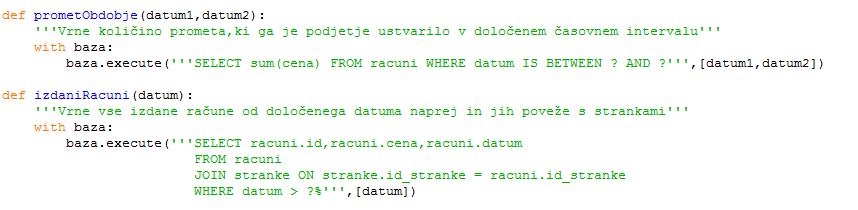 def prometObdobje(datum1,datum2):
    '''Vrne količino prometa,ki ga je podjetje ustvarilo v določenem časovnem intervalu'''
    with baza:
        baza.execute('''SELECT sum(cena) FROM racuni WHERE datum IS BETWEEN ? AND ?''',[datum1,datum2])
def izdaniRacuni(datum):
    '''Vrne vse izdane račune od določenega datuma naprej in jih poveže s strankami'''
    with baza:
        baza.execute('''SELECT racuni.id,racuni.cena,racuni.datum
                        FROM racuni
                        JOIN stranke ON stranke.id_stranke = racuni.id_stranke
                        WHERE datum > ?%''',[datum])